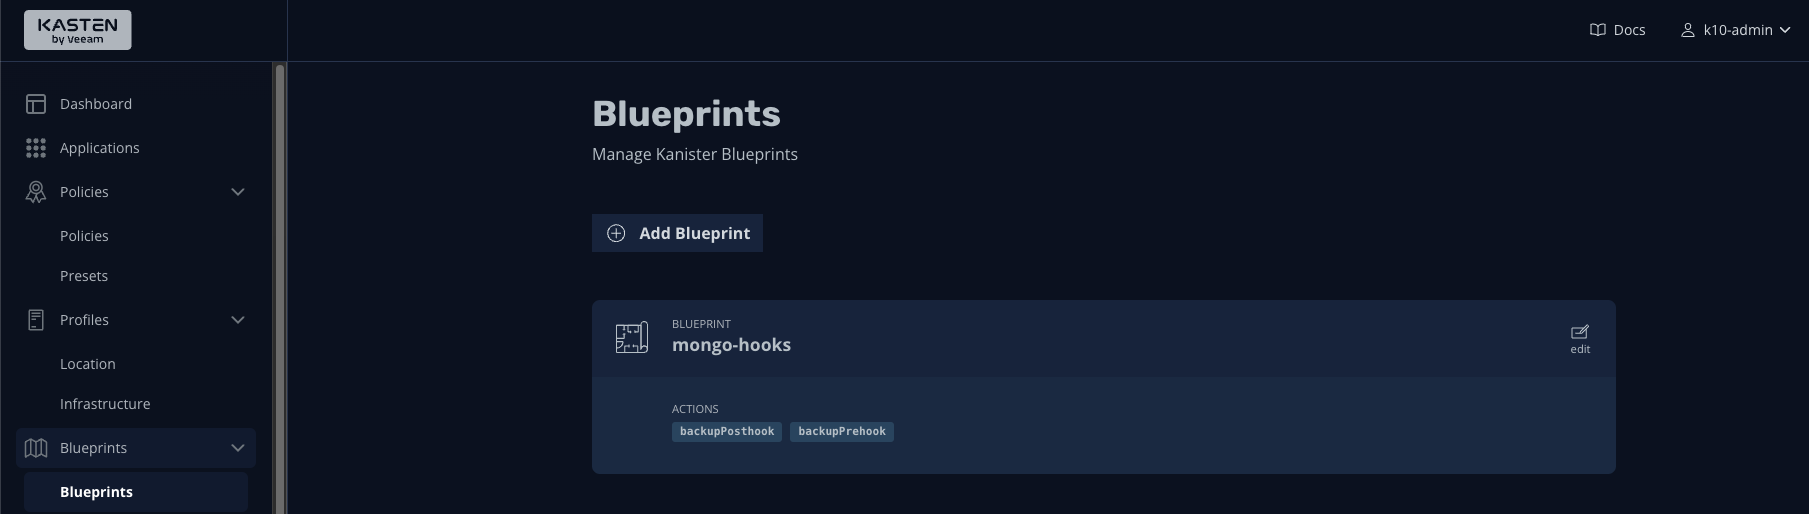 KASTEN
by Veeam
Docs
k10-admin
Dashboard
Applications
Policies
Policies
Presets
Profiles
Location
Infrastructure
Blueprints
Blueprints
Blueprints
Manage Kanister Blueprints
Add Blueprint
BLUEPRINT
mongo-hooks
edit
ACTIONS
backupPosthook backupPrehook